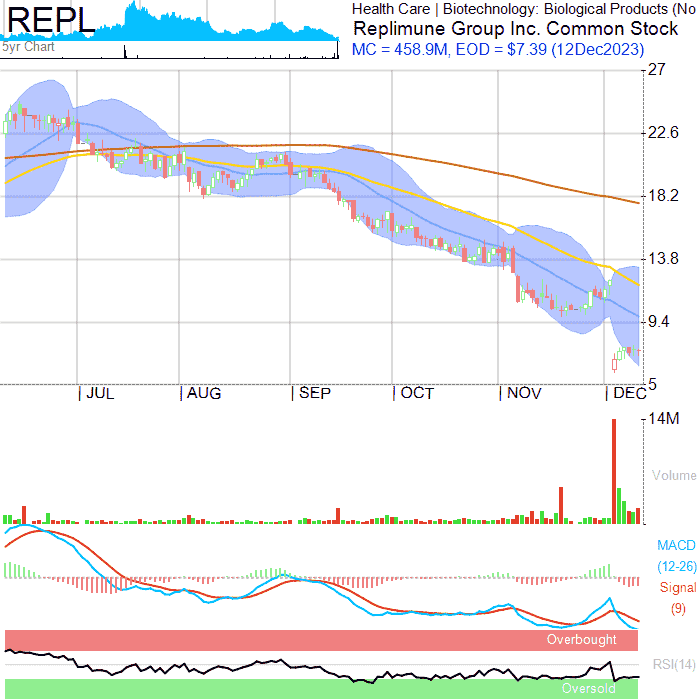 REPL
5yr Chart
Health Care | Biotechnology: Biological Products (No
Replimune Group Inc. Common Stock
MC = 458.9M, EOD = $7.39 (12Dec2023)
27
22.6
18.2
13.8
9.4
5
| JUL | AUG | SEP | OCT | NOV | DEC
14M
Volume
MACD
(12-26)
Signal
(9)
Overbought
RSI(14)
Oversold